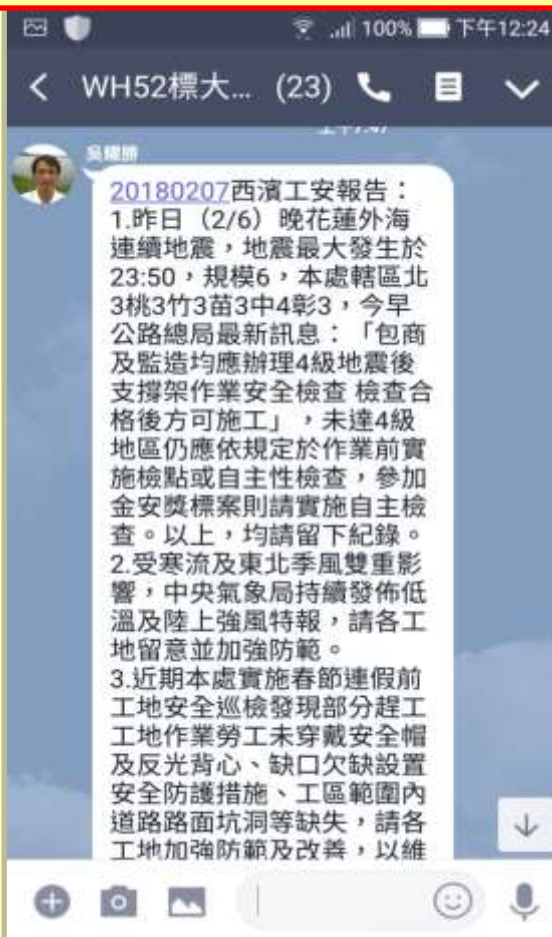 100% 下午12:24
WH52標大... (23)
上午7:47
吳耀勝
20180207西濱工安報告：
1.昨日（2/6）晚花蓮外海
連續地震，地震最大發生於
23:50，規模6，本處轄區北
3桃3竹3苗3中4彰3，今早
公路總局最新訊息：「包商
及監造均應辦理4級地震後
支撐架作業安全檢查 檢查合
格後方可施工」，未達4級
地區仍應依規定於作業前實
施檢點或自主性檢查，參加
金安獎標案則請實施自主檢
查。以上，均請留下紀錄。
2.受寒流及東北季風雙重影
響，中央氣象局持續發佈低
溫及陸上強風特報，請各工
地留意並加強防範。
3.近期本處實施春節連假前
工地安全巡檢發現部分趕工
工地作業勞工未穿戴安全帽
及反光背心、缺口欠缺設置
安全防護措施、工區範圍內
道路路面坑洞等缺失，請各
工地加強防範及改善，以維